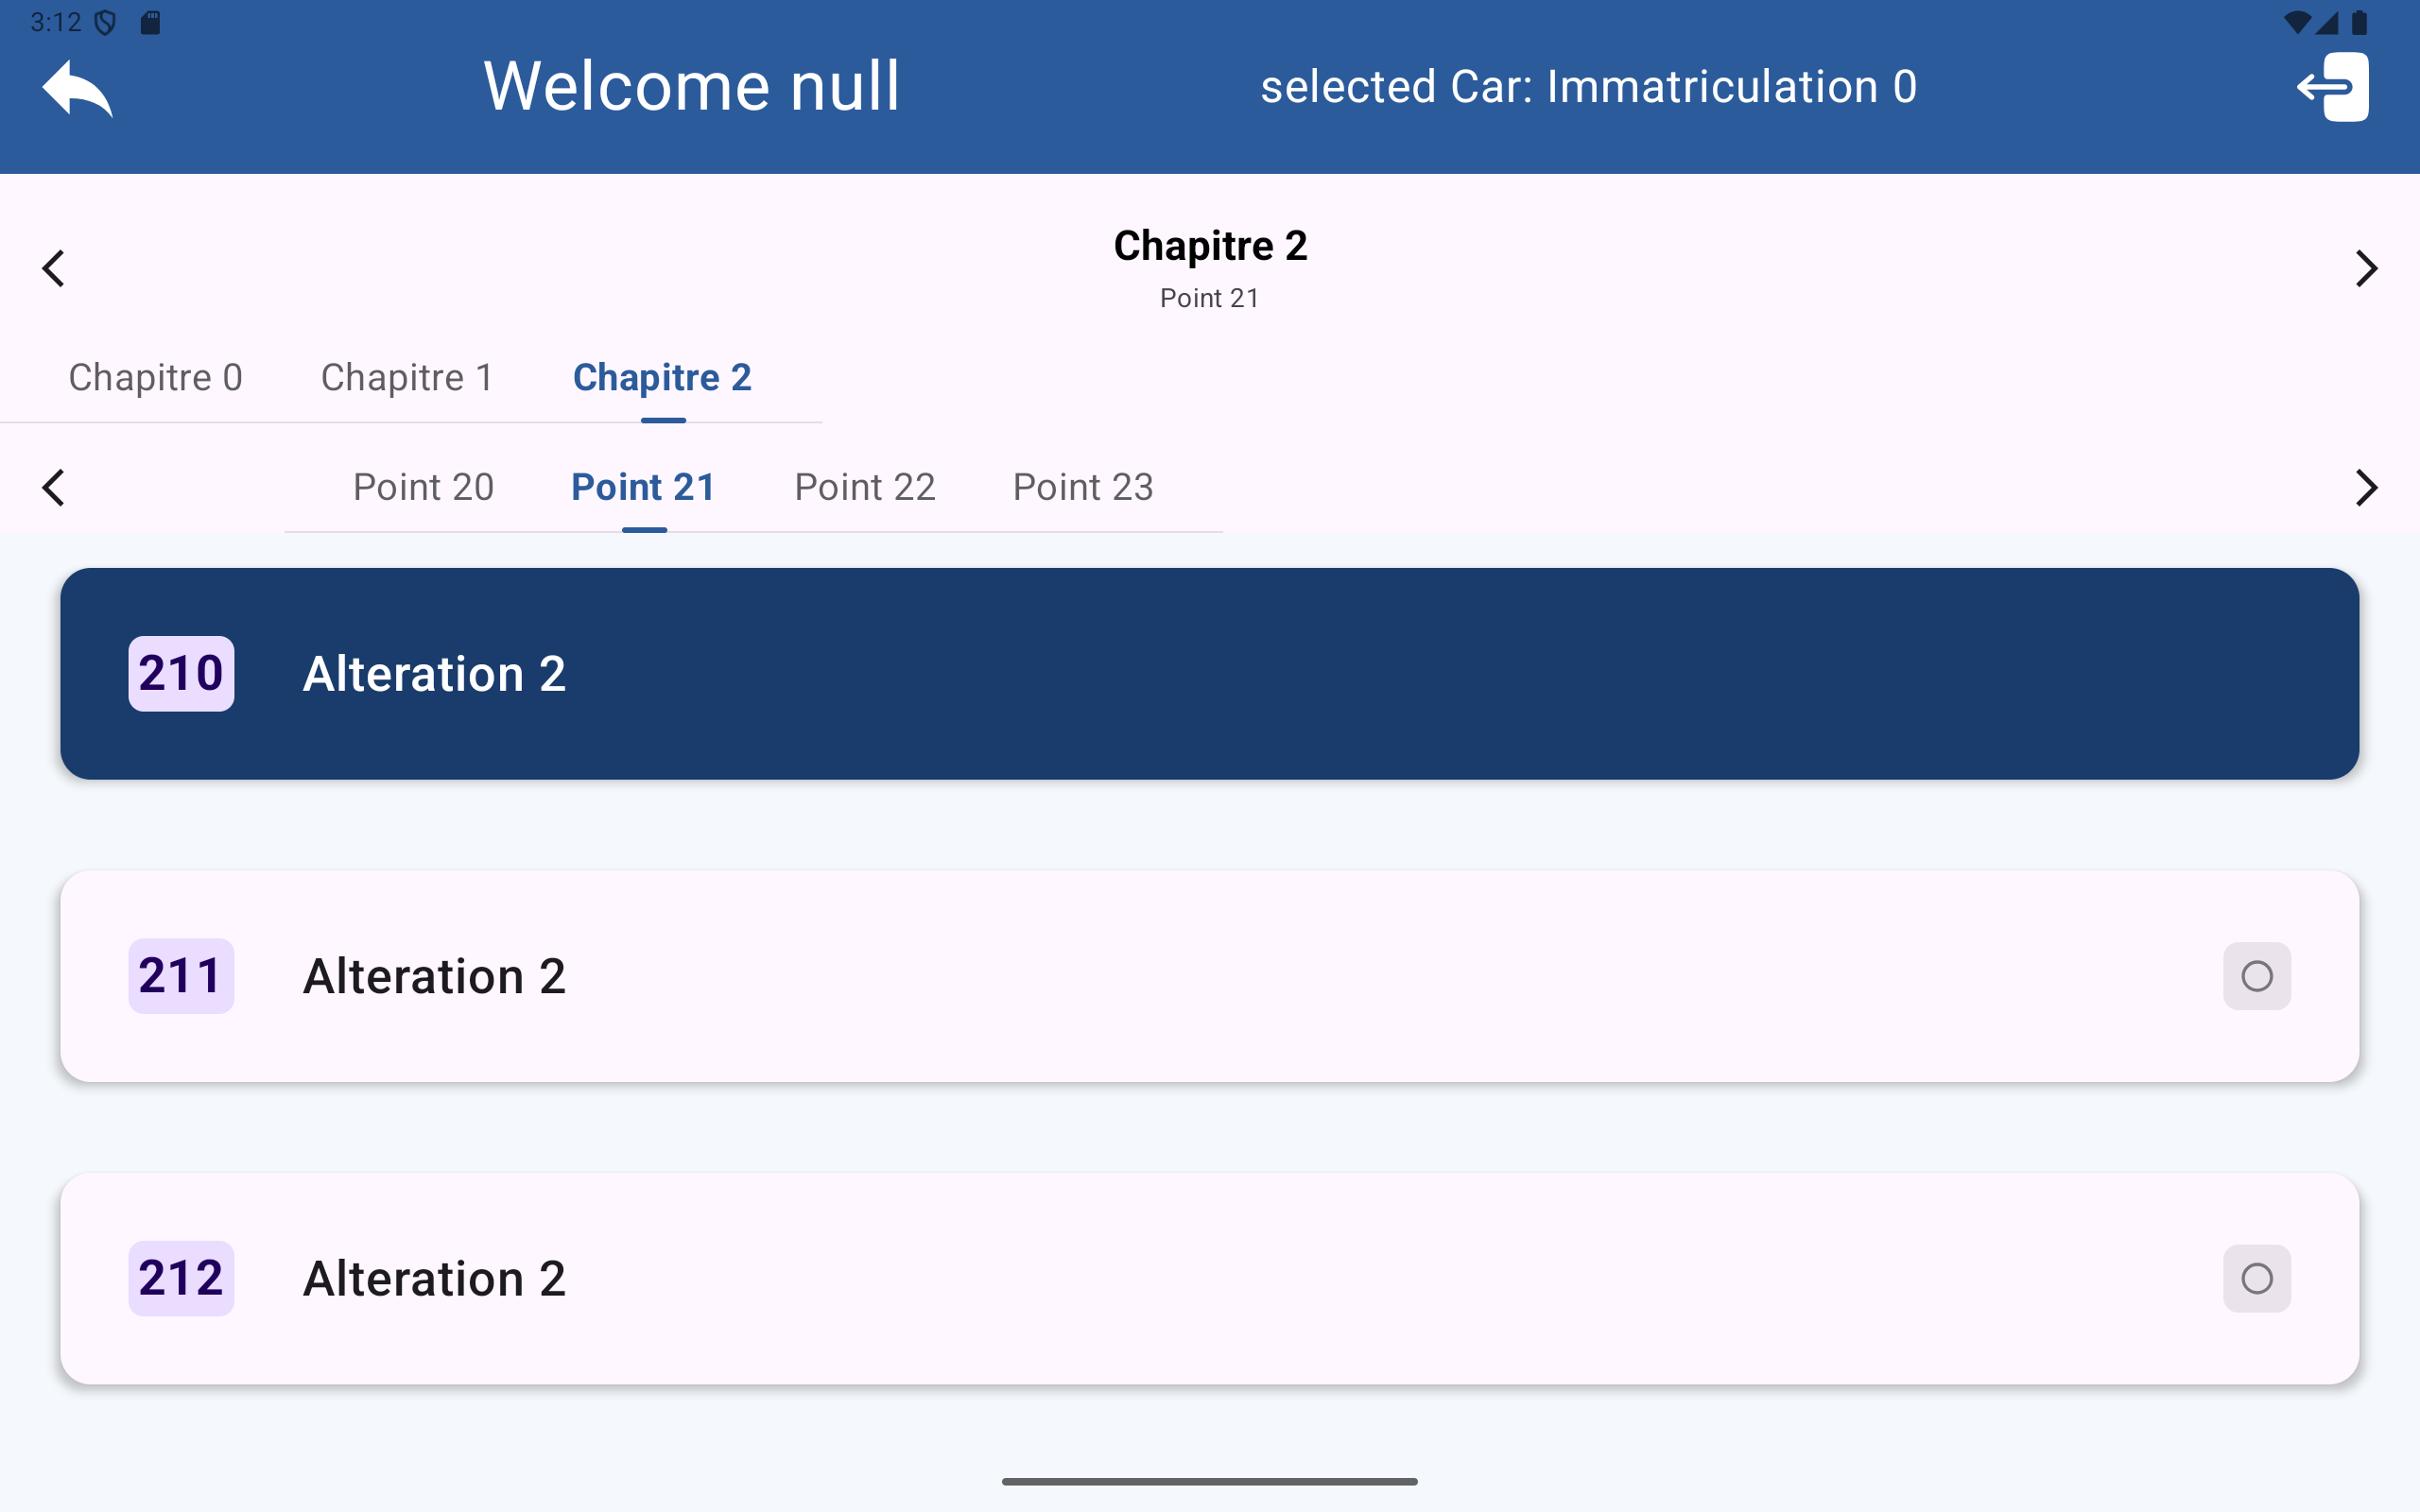 3:12
Welcome null
selected Car: Immatriculation 0
Chapitre 2
Point 21
Chapitre 0 Chapitre 1 Chapitre 2
Point 20 Point 21 Point 22 Point 23
210 Alteration 2
211 Alteration 2
212 Alteration 2